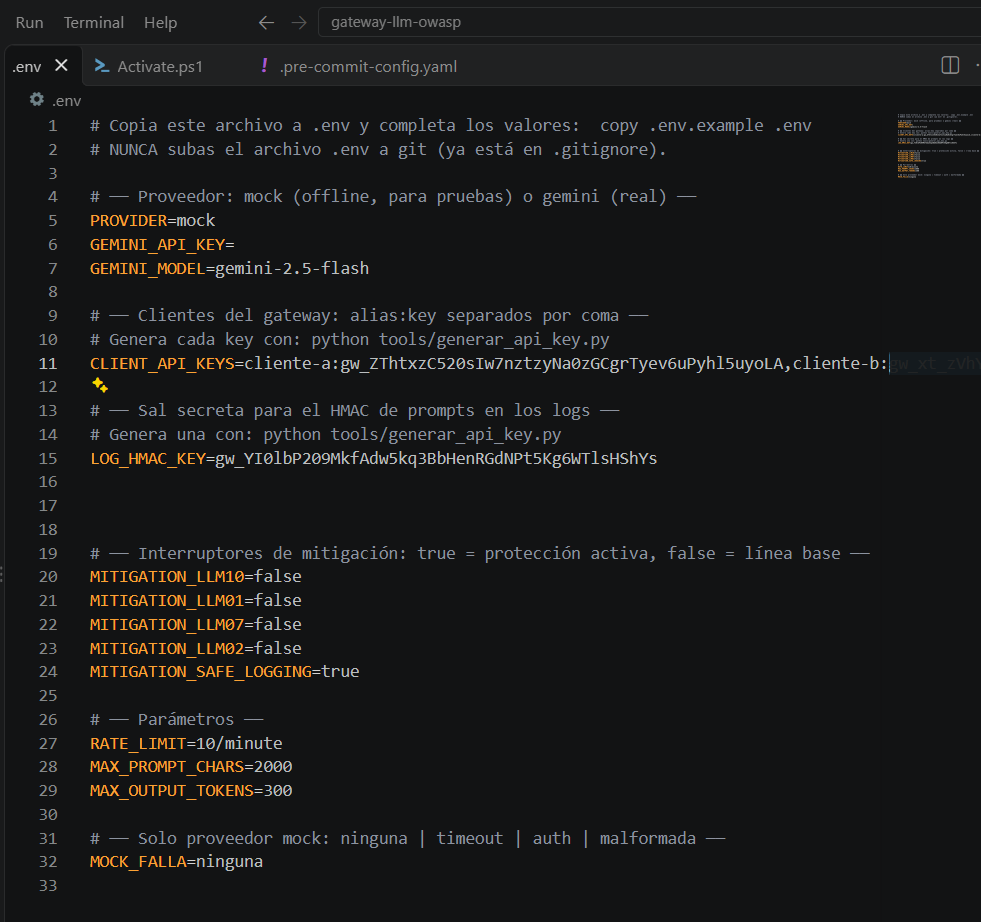 Run Terminal Help ← → gateway-llm-owasp
.env × Activate.ps1 ! .pre-commit-config.yaml
.env
1 # Copia este archivo a .env y completa los valores:  copy .env.example .env
2 # NUNCA subas el archivo .env a git (ya está en .gitignore).
3
4 # —— Proveedor: mock (offline, para pruebas) o gemini (real) ——
5 PROVIDER=mock
6 GEMINI_API_KEY=
7 GEMINI_MODEL=gemini-2.5-flash
8
9 # —— Clientes del gateway: alias:key separados por coma ——
10 # Genera cada key con: python tools/generar_api_key.py
11 CLIENT_API_KEYS=cliente-a:gw_ZThtxzC520sIw7nztzyNa0zGCgrTyev6uPyhl5uyoLA,cliente-b:
12
13 # —— Sal secreta para el HMAC de prompts en los logs ——
14 # Genera una con: python tools/generar_api_key.py
15 LOG_HMAC_KEY=gw_YI0lbP209MkfAdw5kq3BbHenRGdNPt5Kg6WTlsHShYs
16
17
18
19 # —— Interruptores de mitigación: true = protección activa, false = línea base ——
20 MITIGATION_LLM10=false
21 MITIGATION_LLM01=false
22 MITIGATION_LLM07=false
23 MITIGATION_LLM02=false
24 MITIGATION_SAFE_LOGGING=true
25
26 # —— Parámetros ——
27 RATE_LIMIT=10/minute
28 MAX_PROMPT_CHARS=2000
29 MAX_OUTPUT_TOKENS=300
30
31 # —— Solo proveedor mock: ninguna | timeout | auth | malformada ——
32 MOCK_FALLA=ninguna
33